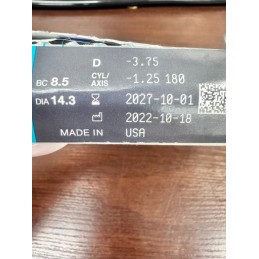 D -3.75
BC 8.5 CYL/AXIS -1.25 180
DIA 14.3 2027-10-01
2022-10-18
MADE IN USA